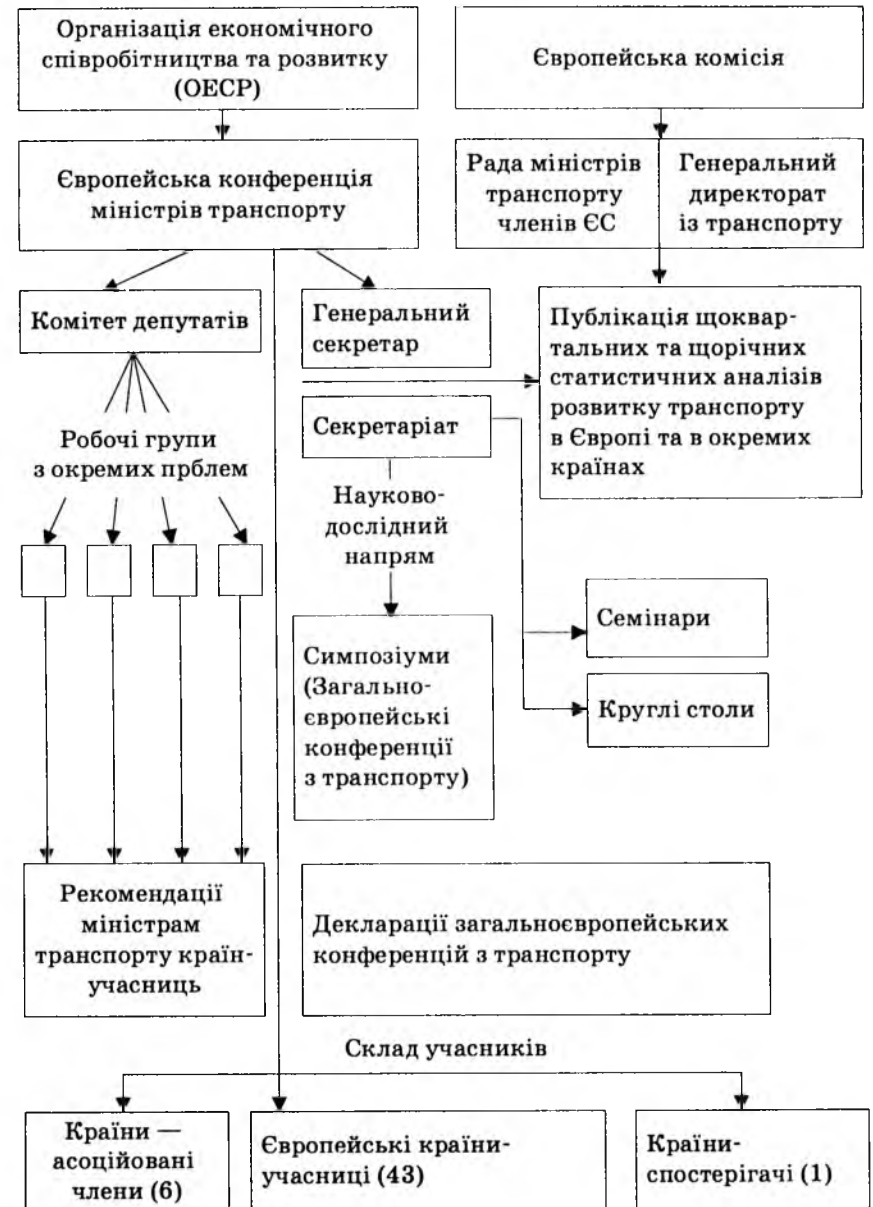 Організація економічного
співробітництва та розвитку
(ОЕСР)
Європейська комісія
Європейська конференція
міністрів транспорту
Рада міністрів
транспорту
членів ЄС
Генеральний
директорат
із транспорту
Комітет депутатів
Генеральний
секретар
Публікація щоквар-
тальних та щорічних
статистичних аналізів
розвитку транспорту
в Європі та в окремих
країнах
Робочі групи
з окремих прблем
Секретаріат
Науково-
дослідний
напрям
Симпозіуми
(Загально-
європейські
конференції
з транспорту)
Семінари
Круглі столи
Рекомендації
міністрам
транспорту країн-
учасниць
Декларації загальноєвропейських
конференцій з транспорту
Склад учасників
Країни —
асоційовані
члени (6)
Європейські країни-
учасниці (43)
Країни-
спостерігачі (1)